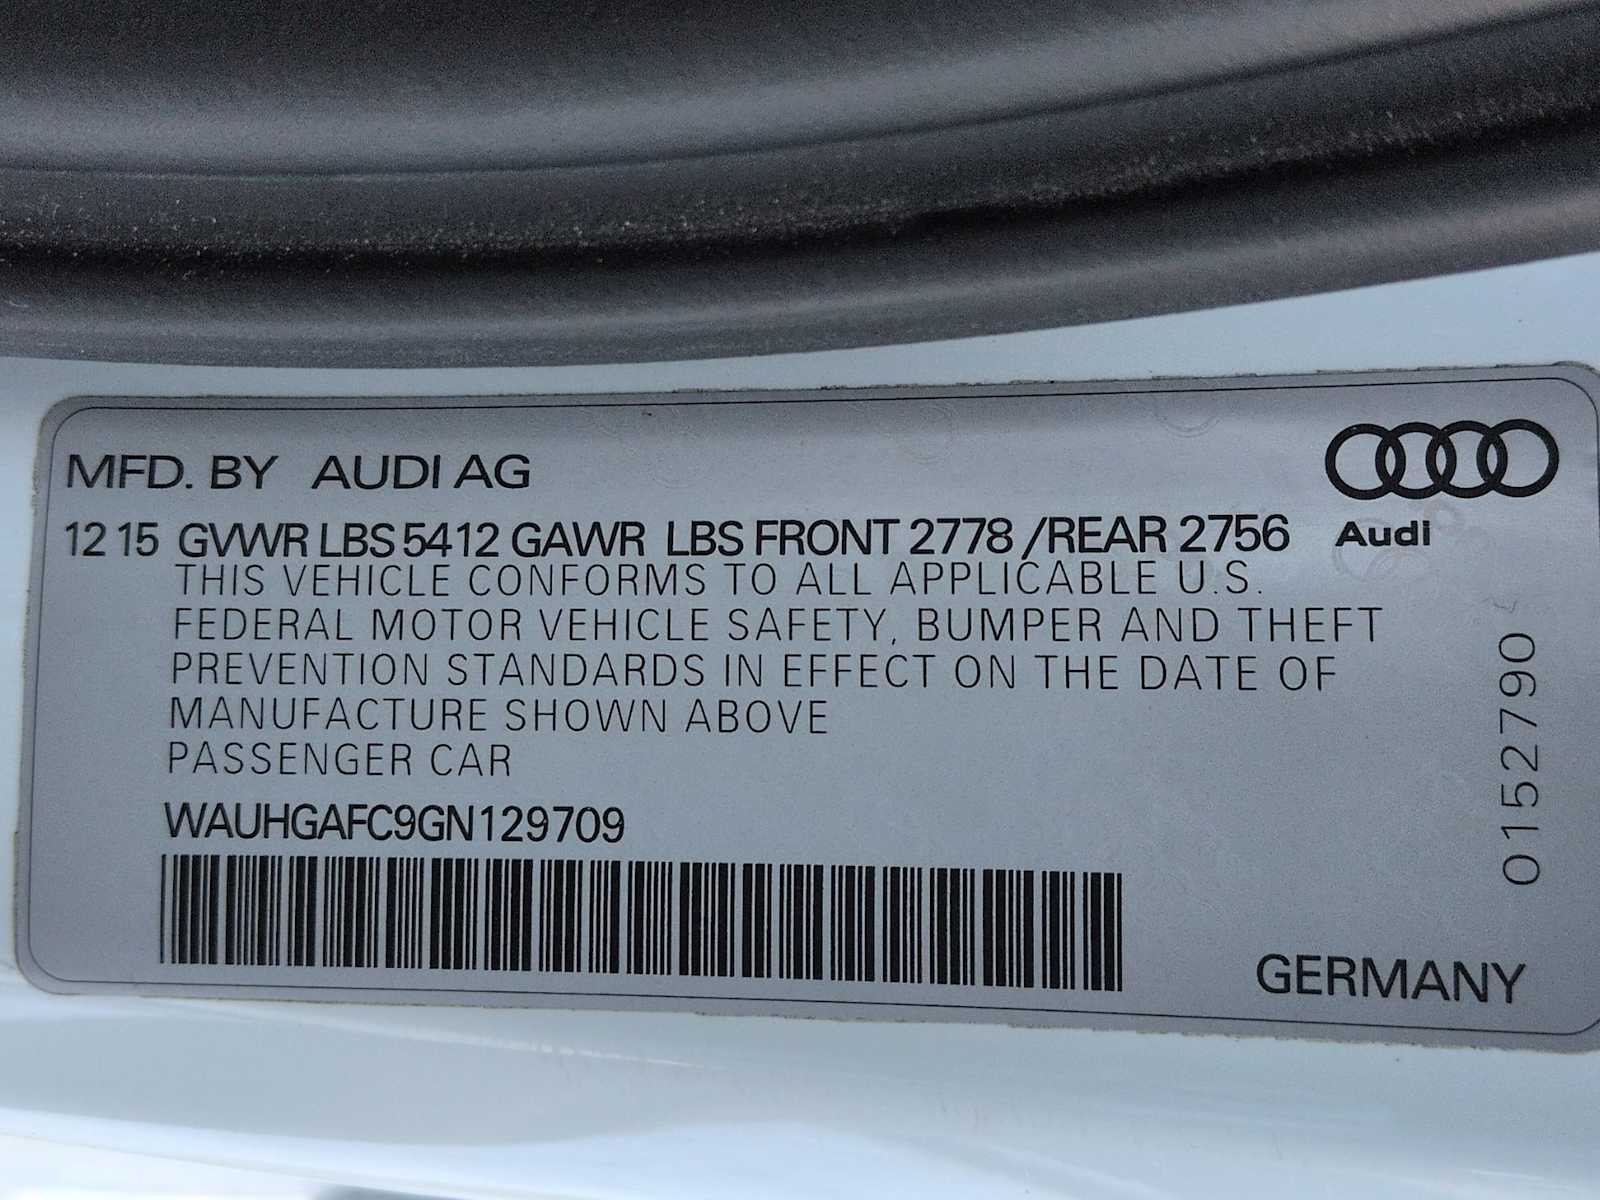 MFD. BY AUDI AG
Audi
12 15 GVWR LBS 5412 GAWR LBS FRONT 2778 /REAR 2756
THIS VEHICLE CONFORMS TO ALL APPLICABLE U.S.
FEDERAL MOTOR VEHICLE SAFETY, BUMPER AND THEFT
PREVENTION STANDARDS IN EFFECT ON THE DATE OF
MANUFACTURE SHOWN ABOVE
PASSENGER CAR
WAUHGAFC9GN129709
0152790
GERMANY